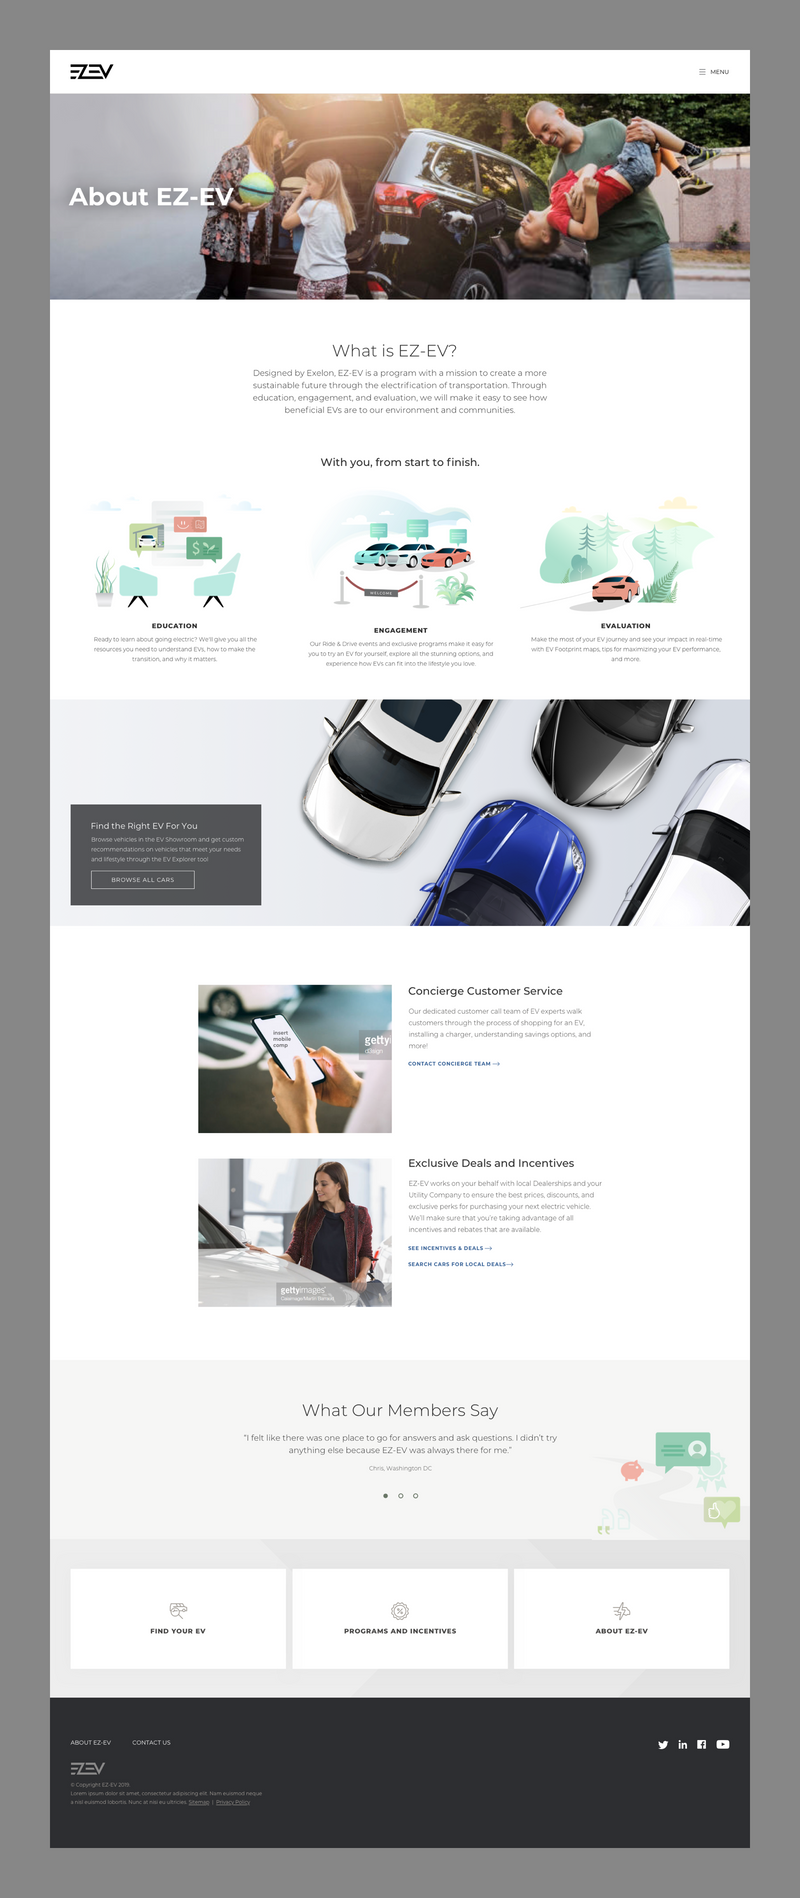 EZEV
MENU
About EZ-EV
What is EZ-EV?
Designed by Exelon, EZ-EV is a program with a mission to create a more
sustainable future through the electrification of transportation. Through
education, engagement, and evaluation, we will make it easy to see how
beneficial EVs are to our environment and communities.
With you, from start to finish.
WELCOME
EDUCATION
Ready to learn about going electric? We'll give you all the
resources you need to understand EVs, how to make the
transition, and why it matters.
ENGAGEMENT
Our Ride & Drive events and exclusive programs make it easy for
you to try an EV for yourself, explore all the stunning options, and
experience how EVs can fit into the lifestyle you love.
EVALUATION
Make the most of your EV journey and see your impact in real-time
with EV Footprint maps, tips for maximizing your EV performance,
and more.
Find the Right EV For You
Browse vehicles in the EV Showroom and get custom
recommendations on vehicles that meet your needs
and lifestyle through the EV Explorer tool
BROWSE ALL CARS
insert
mobile
comp
getty
Concierge Customer Service
Our dedicated customer call team of EV experts walk
customers through the process of shopping for an EV,
installing a charger, understanding savings options, and
more!
CONTACT CONCIERGE TEAM
gettyimages
Exclusive Deals and Incentives
EZ-EV works on your behalf with local Dealerships and your
Utility Company to ensure the best prices, discounts, and
exclusive perks for purchasing your next electric vehicle.
We'll make sure that you're taking advantage of all
incentives and rebates that are available.
SEE INCENTIVES & DEALS
SEARCH CARS FOR LOCAL DEALS
What Our Members Say
“I felt like there was one place to go for answers and ask questions. I didn't try
anything else because EZ-EV was always there for me.”
Chris, Washington DC
FIND YOUR EV
PROGRAMS AND INCENTIVES
ABOUT EZ-EV
ABOUT EZ-EV
CONTACT US
EZEV
© Copyright EZ-EV 2019
Lorem ipsum dolor sit amet, consectetur adipiscing elit. Nam euismod neque
a nisi euismod lobortis. Nunc at nisi eu ultricies. Sitemap | Privacy Policy